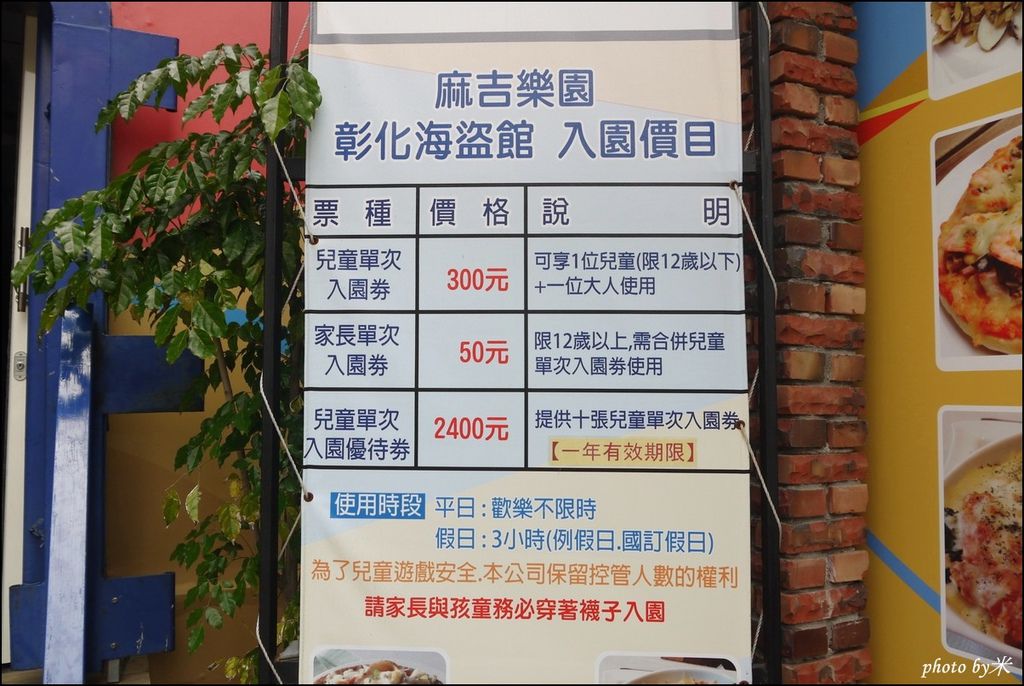 麻吉樂園
彰化海盜館 入園價目
票種 價格 說明
兒童單次
入園券
300元
可享1位兒童(限12歲以下)
+一位大人使用
家長單次
入園券
50元
限12歲以上,需合併兒童
單次入園券使用
兒童單次
入園優待券
2400元
提供十張兒童單次入園券
【一年有效期限】
使用時段 平日:歡樂不限時
假日:3小時(例假日.國訂假日)
為了兒童遊戲安全.本公司保留控管人數的權利
請家長與孩童務必穿著襪子入園
photo by米